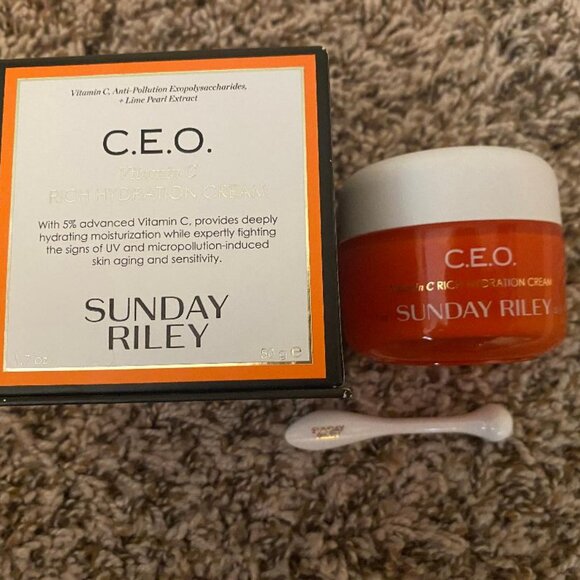 Vitamin C, Anti-Pollution Exopolysaccharides,
+ Lime Pearl Extract
C.E.O.
Vitamin C
RICH HYDRATION CREAM
With 5% advanced Vitamin C, provides deeply
hydrating moisturization while expertly fighting
the signs of UV and micropollution-induced
skin aging and sensitivity.
SUNDAY
RILEY
1.7 oz
50 g e
C.E.O.
Vitamin C RICH HYDRATION CREAM
SUNDAY RILEY
SUNDAY
RILEY